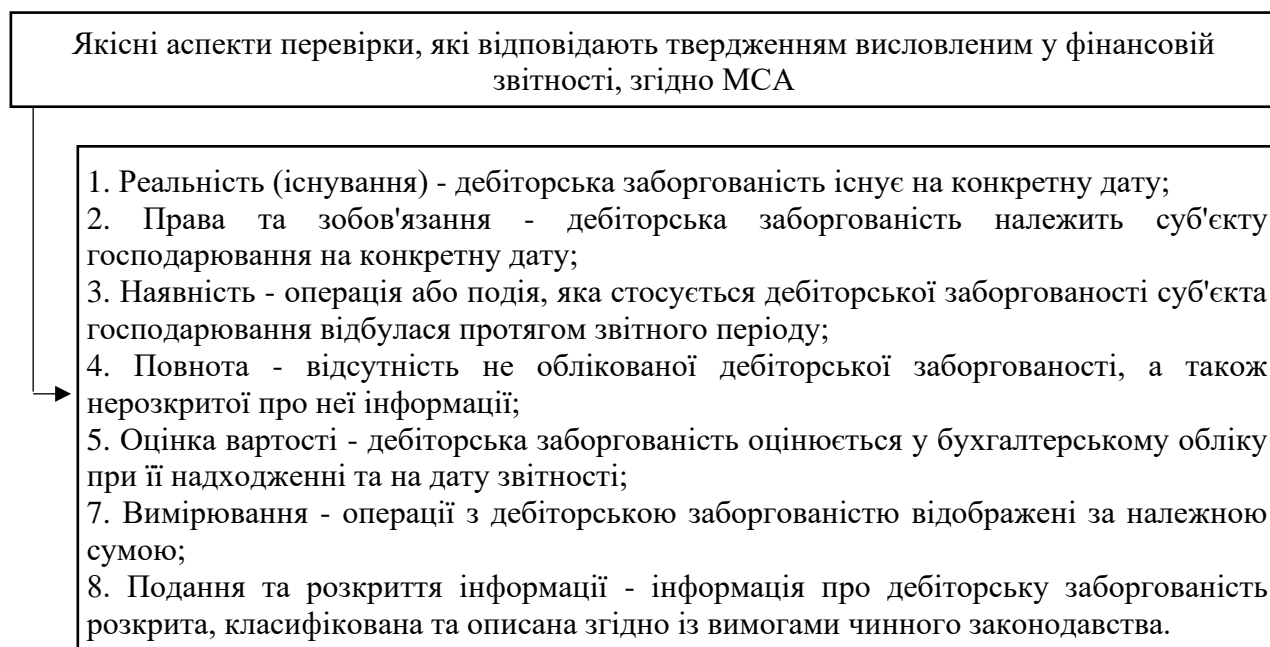 Якісні аспекти перевірки, які відповідають твердженням висловленим у фінансовій
звітності, згідно МСА
1. Реальність (існування) - дебіторська заборгованість існує на конкретну дату;
2. Права та зобов'язання - дебіторська заборгованість належить суб'єкту
господарювання на конкретну дату;
3. Наявність - операція або подія, яка стосується дебіторської заборгованості суб'єкта
господарювання відбулася протягом звітного періоду;
4. Повнота - відсутність не облікованої дебіторської заборгованості, а також
нерозкритої про неї інформації;
5. Оцінка вартості - дебіторська заборгованість оцінюється у бухгалтерському обліку
при її надходженні та на дату звітності;
7. Вимірювання - операції з дебіторською заборгованістю відображені за належною
сумою;
8. Подання та розкриття інформації - інформація про дебіторську заборгованість
розкрита, класифікована та описана згідно із вимогами чинного законодавства.